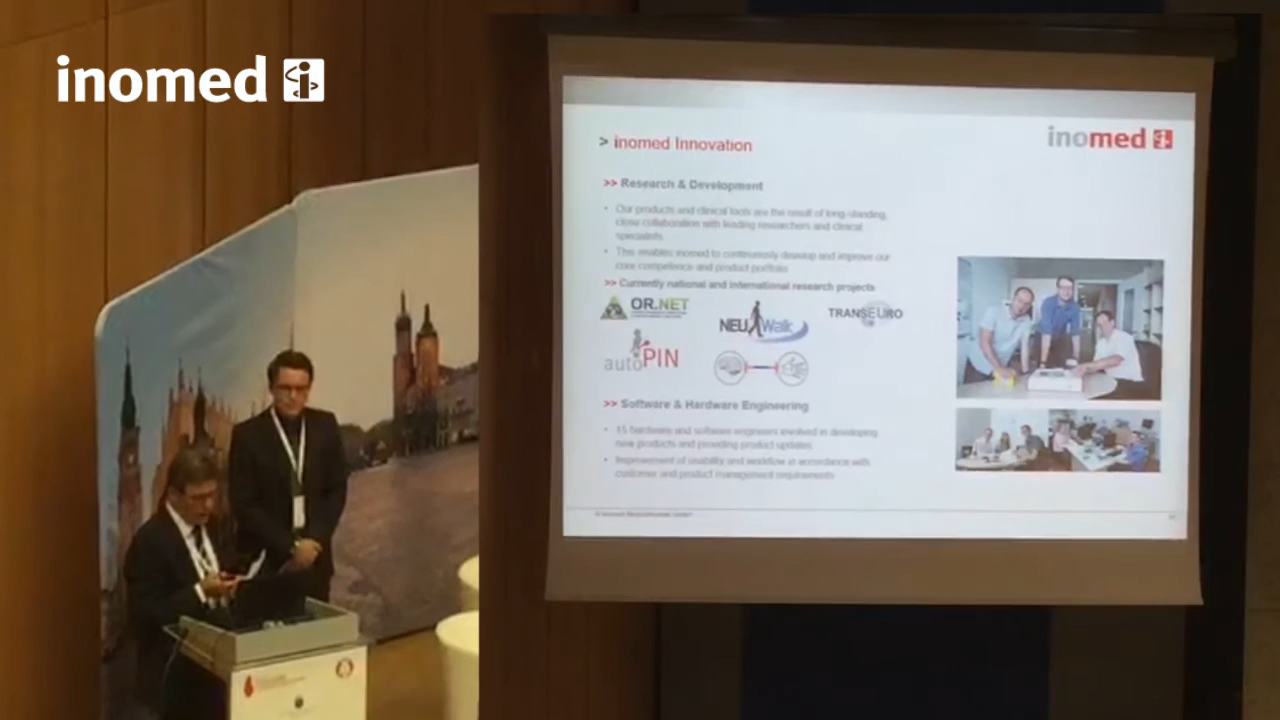 inomed
> inomed Innovation
inomed
>> Research & Development
• Our products and clinical tools are the result of long-standing,
close collaboration with leading researchers and clinical
specialists
• This enables inomed to continuously develop and improve our
core competence and product portfolio
>> Currently national and international research projects
OR.NET
NEUWalk
TRANSEURO
autoPIN
>> Software & Hardware Engineering
• 15 hardware and software engineers involved in developing
new products and providing product updates
• Improvement of usability and workflow in accordance with
customer and product management requirements